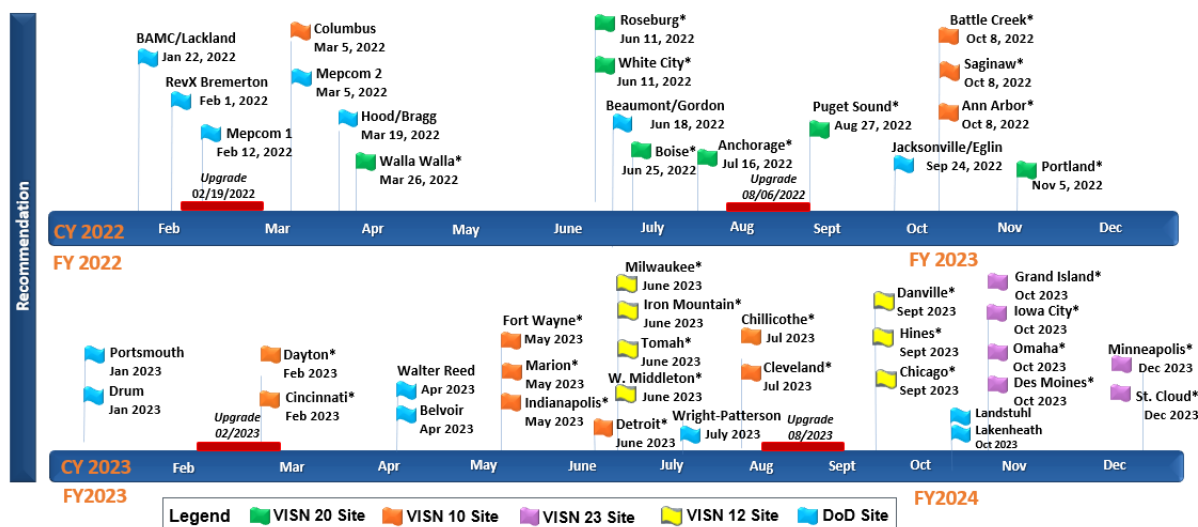 Recommendation
BAMC/Lackland
Jan 22, 2022
RevX Bremerton
Feb 1, 2022
Mepcom 1
Feb 12, 2022
Upgrade
02/19/2022
Columbus
Mar 5, 2022
Mepcom 2
Mar 5, 2022
Hood/Bragg
Mar 19, 2022
Walla Walla*
Mar 26, 2022
Roseburg*
Jun 11, 2022
White City*
Jun 11, 2022
Beaumont/Gordon
Jun 18, 2022
Boise*
Jun 25, 2022
Anchorage*
Jul 16, 2022
Upgrade
08/06/2022
Puget Sound*
Aug 27, 2022
Jacksonville/Eglin
Sep 24, 2022
Battle Creek*
Oct 8, 2022
Saginaw*
Oct 8, 2022
Ann Arbor*
Oct 8, 2022
Portland*
Nov 5, 2022
CY 2022 Feb Mar Apr May June July Aug Sept Oct Nov Dec
FY 2022 FY 2023
Portsmouth
Jan 2023
Drum
Jan 2023
Dayton*
Feb 2023
Cincinnati*
Feb 2023
Upgrade
02/2023
Walter Reed
Apr 2023
Belvoir
Apr 2023
Fort Wayne*
May 2023
Marion*
May 2023
Indianapolis*
May 2023
Milwaukee*
June 2023
Iron Mountain*
June 2023
Tomah*
June 2023
W. Middleton*
June 2023
Detroit*
June 2023
Wright-Patterson
July 2023
Chillicothe*
Jul 2023
Cleveland*
Jul 2023
Upgrade
08/2023
Danville*
Sept 2023
Hines*
Sept 2023
Chicago*
Sept 2023
Grand Island*
Oct 2023
Iowa City*
Oct 2023
Omaha*
Oct 2023
Des Moines*
Oct 2023
Landstuhl
Lakenheath
Oct 2023
Minneapolis*
Dec 2023
St. Cloud*
Dec 2023
CY 2023 Feb Mar Apr May June July Aug Sept Oct Nov Dec
FY2023 FY2024
Legend VISN 20 Site VISN 10 Site VISN 23 Site VISN 12 Site DoD Site